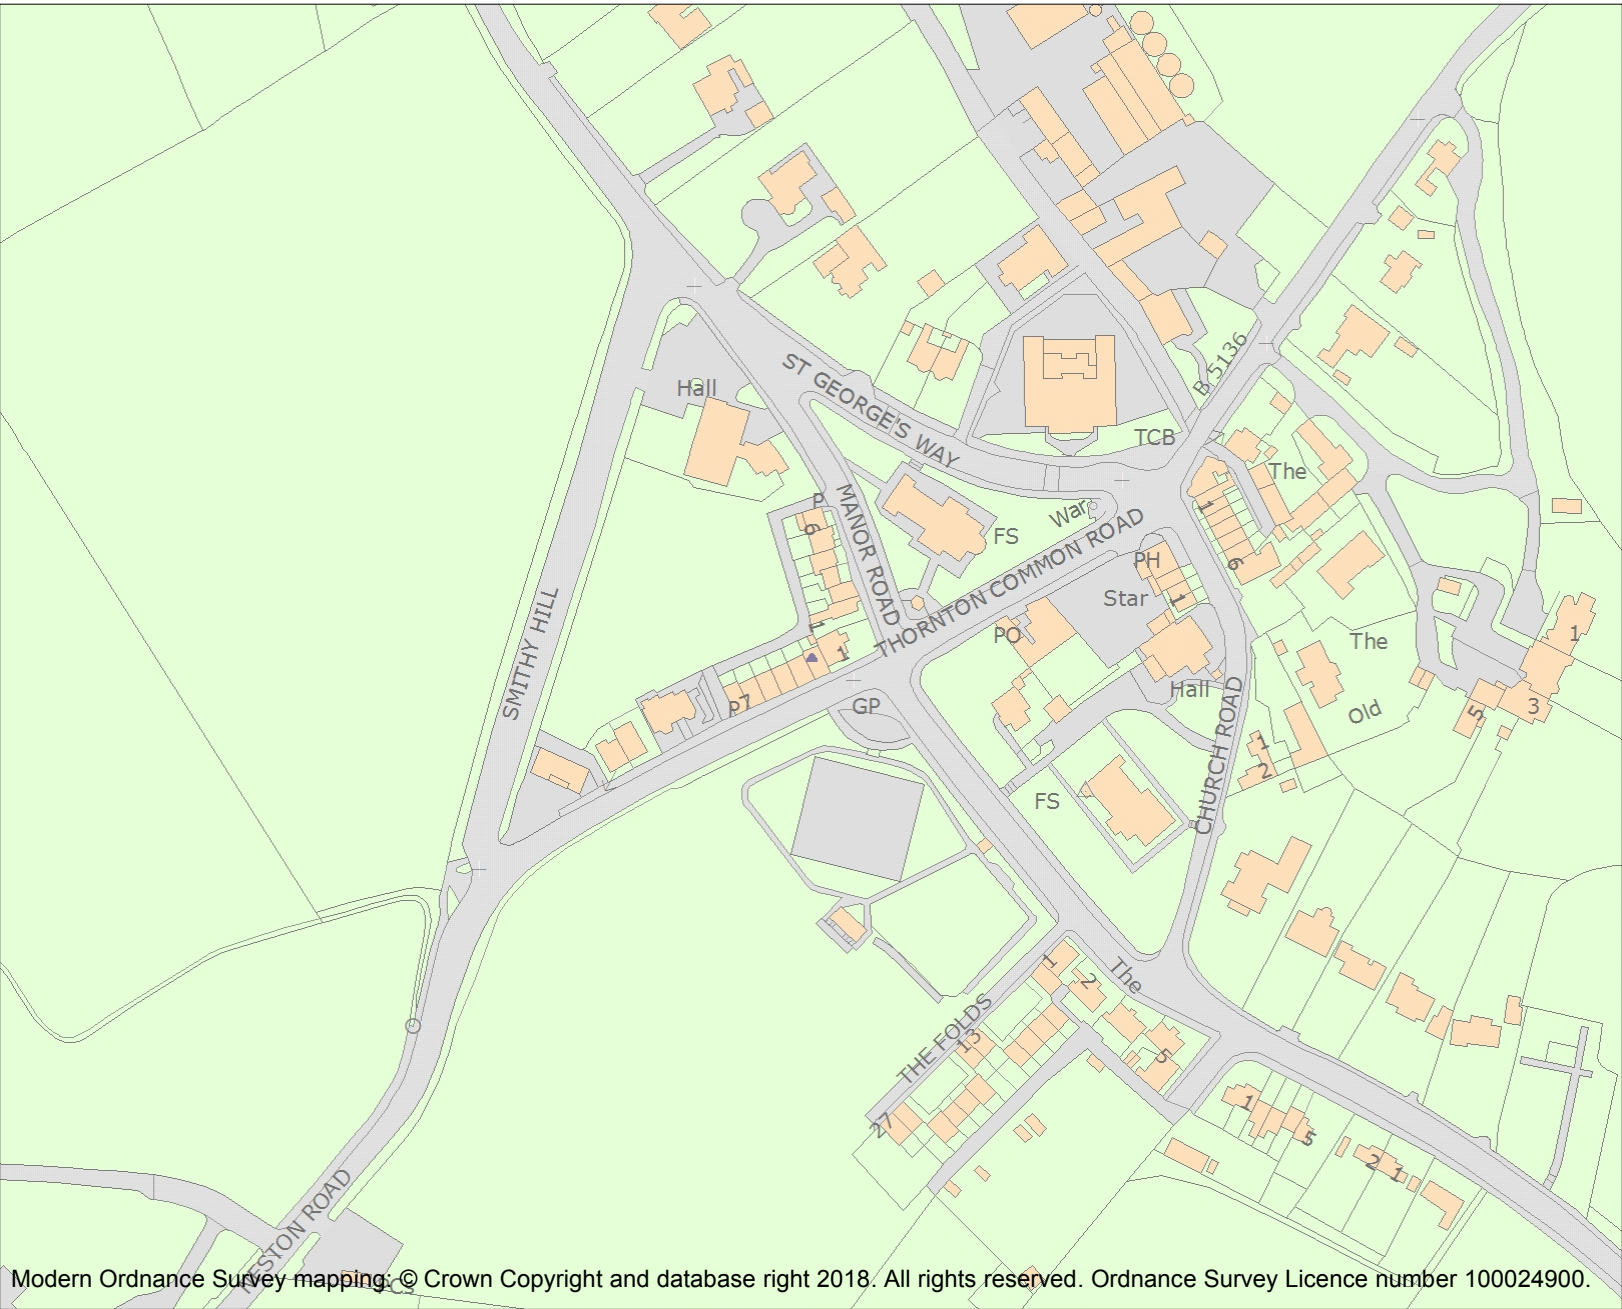 B 5136
Hall
ST GEORGE'S WAY
TCB
The
P
6
MANOR ROAD
FS
War
1
THORNTON COMMON ROAD
PH
6
Star
1
SMITHY HILL
1
1
PO
The
1
Hall
P7
GP
Old
5
3
CHURCH ROAD
1
2
FS
The
1
2
THE FOLDS
13
5
27
1
5
2
1
NESTON ROAD
PCs
Modern Ordnance Survey mapping: © Crown Copyright and database right 2018. All rights reserved. Ordnance Survey Licence number 100024900.